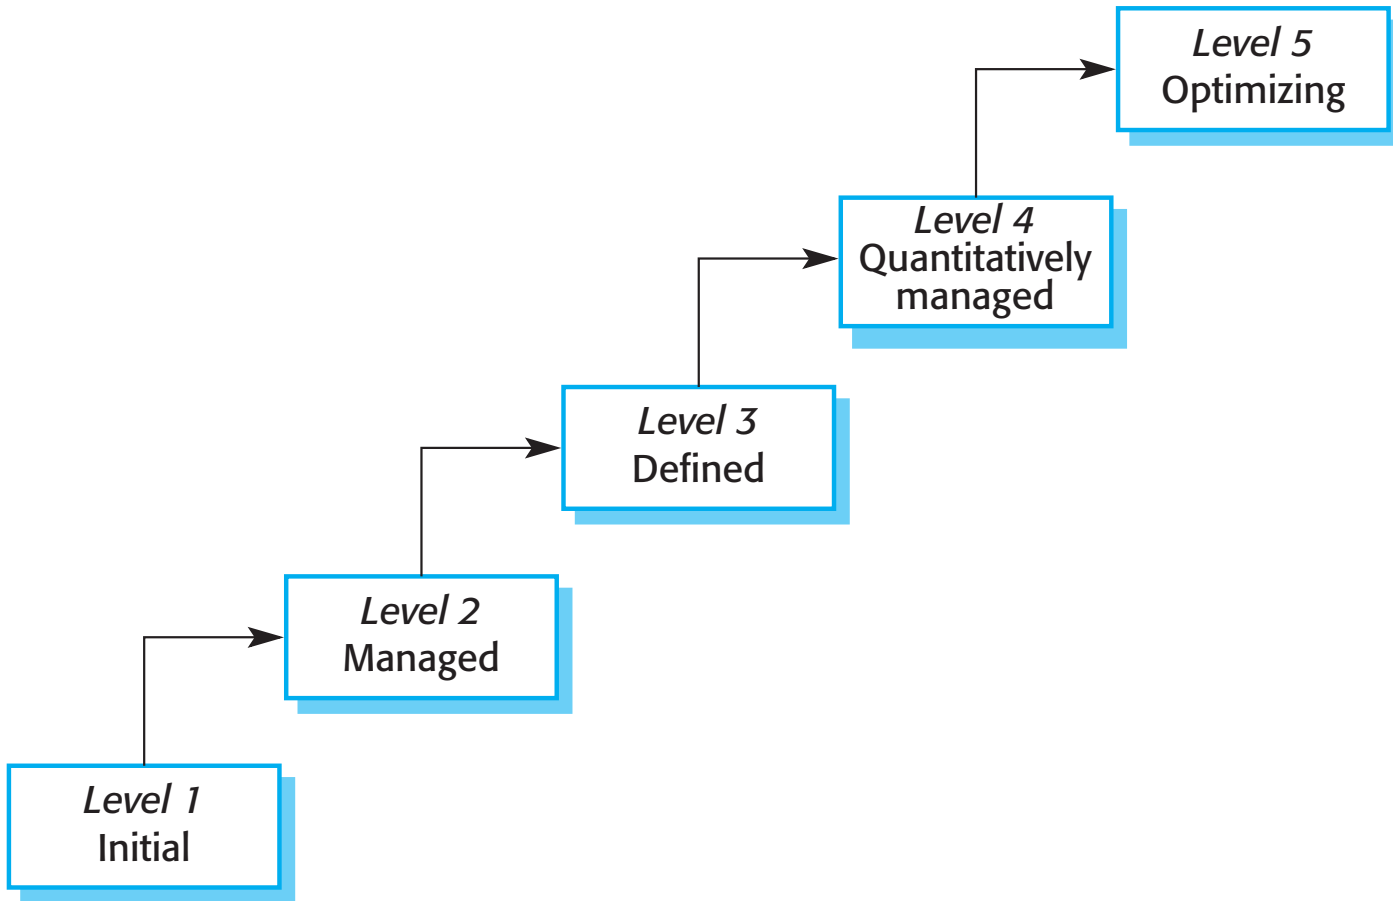 Level 5
Optimizing
Level 4
Quantitatively
managed
Level 3
Defined
Level 2
Managed
Level 1
Initial